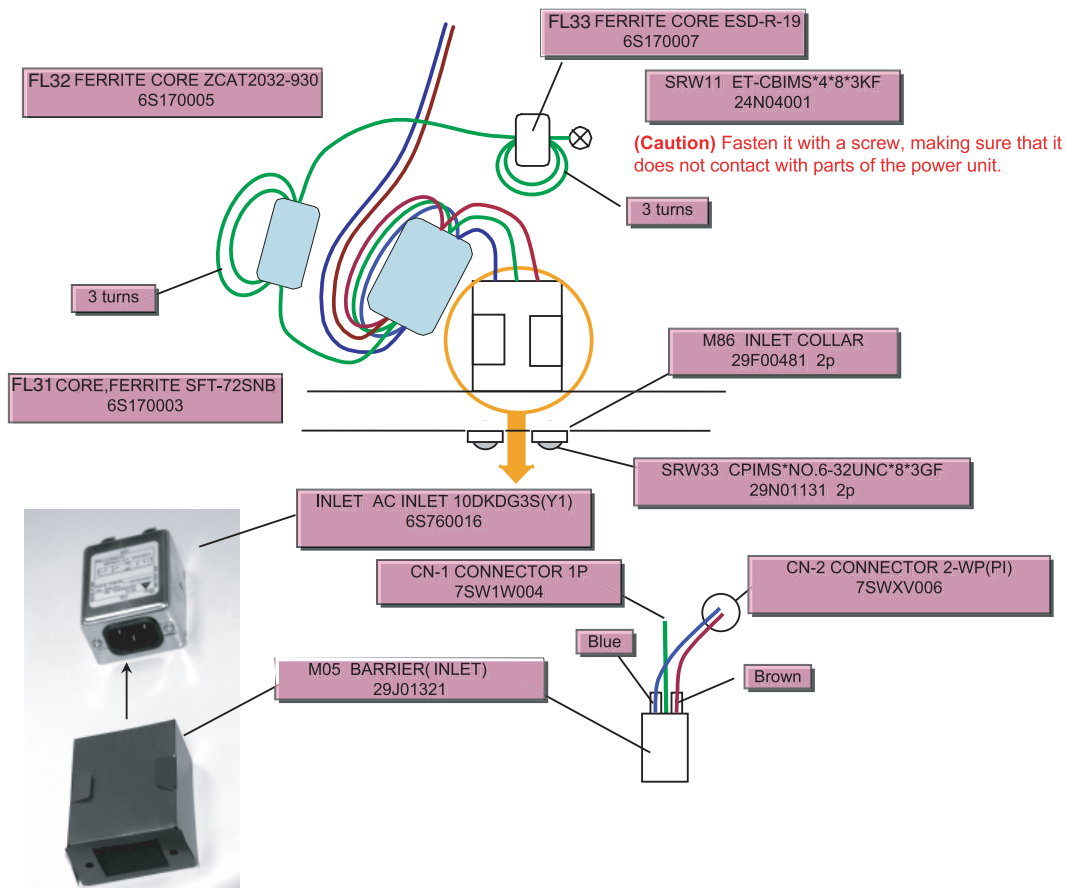 FL33 FERRITE CORE ESD-R-19
6S170007
FL32 FERRITE CORE ZCAT2032-930
6S170005
SRW11 ET-CBIMS*4*8*3KF
24N04001
(Caution) Fasten it with a screw, making sure that it
does not contact with parts of the power unit.
3 turns
3 turns
M86 INLET COLLAR
29F00481 2p
FL31 CORE,FERRITE SFT-72SNB
6S170003
SRW33 CPIMS*NO.6-32UNC*8*3GF
29N01131 2p
INLET AC INLET 10DKDG3S(Y1)
6S760016
CN-1 CONNECTOR 1P
7SW1W004
CN-2 CONNECTOR 2-WP(PI)
7SWXV006
Blue
M05 BARRIER( INLET)
29J01321
Brown